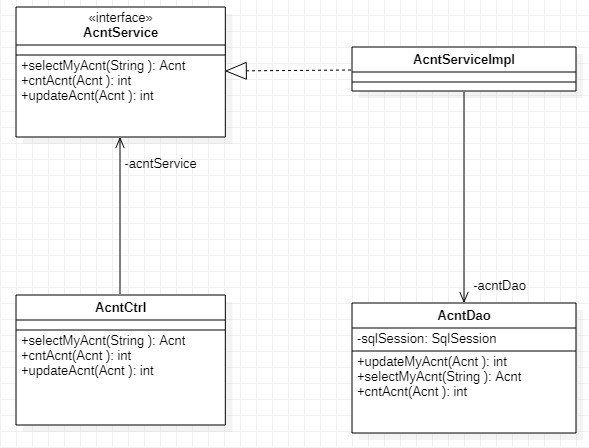 «interface»
AcntService
+selectMyAcnt(String ): Acnt
+cntAcnt(Acnt ): int
+updateAcnt(Acnt ): int
AcntServiceImpl
-acntService
-acntDao
AcntCtrl
+selectMyAcnt(String ): Acnt
+cntAcnt(Acnt ): int
+updateAcnt(Acnt ): int
AcntDao
-sqlSession: SqlSession
+updateMyAcnt(Acnt ): int
+selectMyAcnt(String ): Acnt
+cntAcnt(Acnt ): int